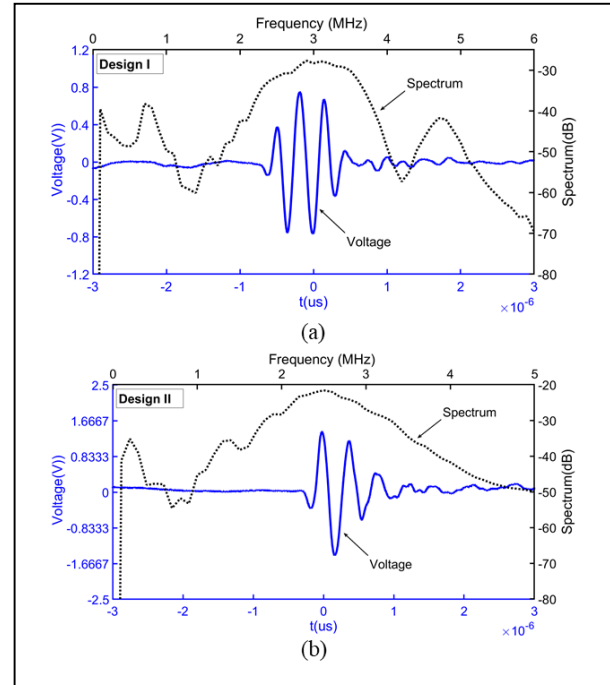 Frequency (MHz)
0 1 2 3 4 5 6
Design I
Voltage(V))
1.2
0.8
0.4
0
-0.4
-0.8
-1.2
Spectrum
Voltage
-30
-40
-50
-60
-70
-80
Spectrum(dB)
-3 -2 -1 0 1 2 3
t(us)
×10-6
(a)
Frequency (MHz)
0 1 2 3 4 5
Design II
Voltage(V))
2.5
1.6667
0.8333
0
-0.8333
-1.6667
-2.5
Spectrum
Voltage
-20
-30
-40
-50
-60
-70
-80
Spectrum(dB)
-3 -2 -1 0 1 2 3
t(us)
×10-6
(b)